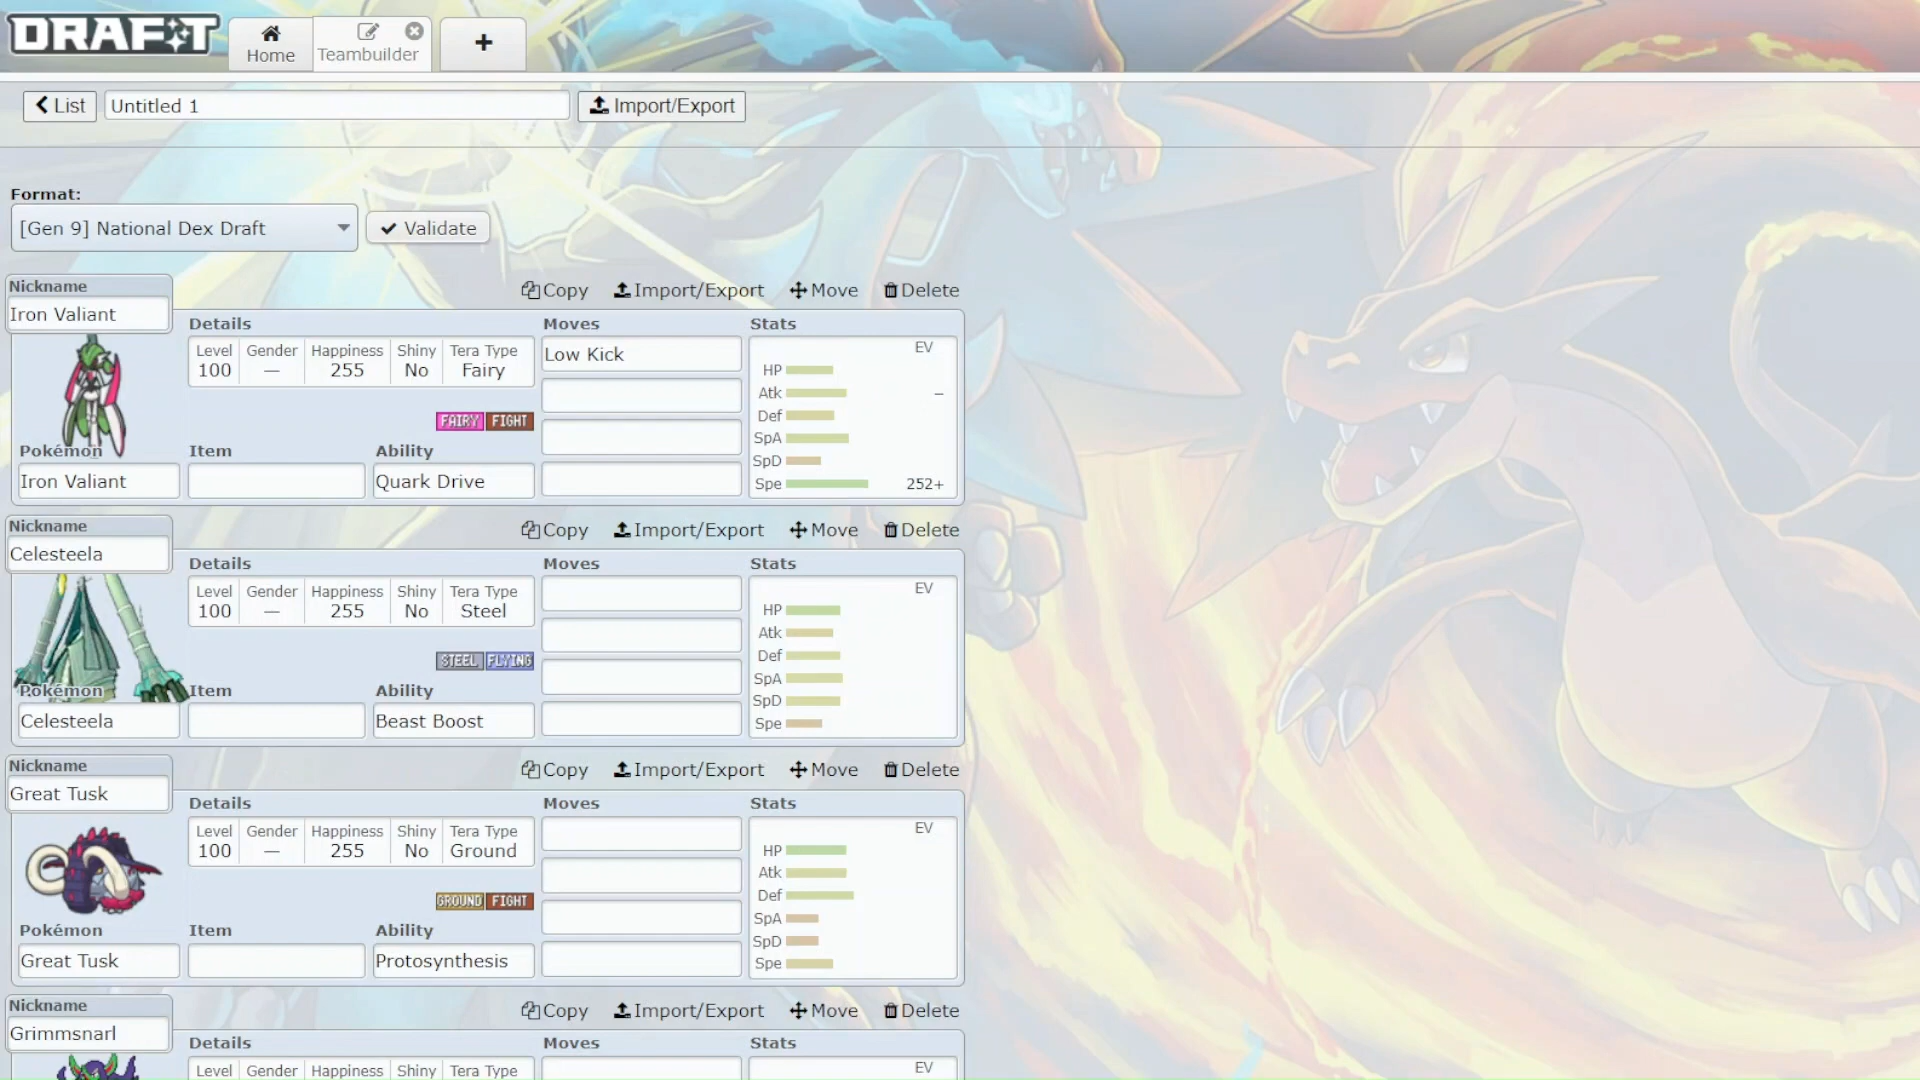 DRAFT
Home
Teambuilder
+
List
Untitled 1
Import/Export
Format:
[Gen 9] National Dex Draft
Validate
Nickname
Iron Valiant
Copy
Import/Export
Move
Delete
Details
Moves
Stats
Level
100
Gender
—
Happiness
255
Shiny
No
Tera Type
Fairy
FAIRY
FIGHT
Low Kick
EV
HP
Atk –
Def
SpA
SpD
Spe 252+
Pokémon
Iron Valiant
Item
Ability
Quark Drive
Nickname
Celesteela
Copy
Import/Export
Move
Delete
Details
Moves
Stats
Level
100
Gender
—
Happiness
255
Shiny
No
Tera Type
Steel
STEEL
FLYING
EV
HP
Atk
Def
SpA
SpD
Spe
Pokémon
Celesteela
Item
Ability
Beast Boost
Nickname
Great Tusk
Copy
Import/Export
Move
Delete
Details
Moves
Stats
Level
100
Gender
—
Happiness
255
Shiny
No
Tera Type
Ground
GROUND
FIGHT
EV
HP
Atk
Def
SpA
SpD
Spe
Pokémon
Great Tusk
Item
Ability
Protosynthesis
Nickname
Grimmsnarl
Copy
Import/Export
Move
Delete
Details
Moves
Stats
Level
Gender
Happiness
Shiny
Tera Type
EV